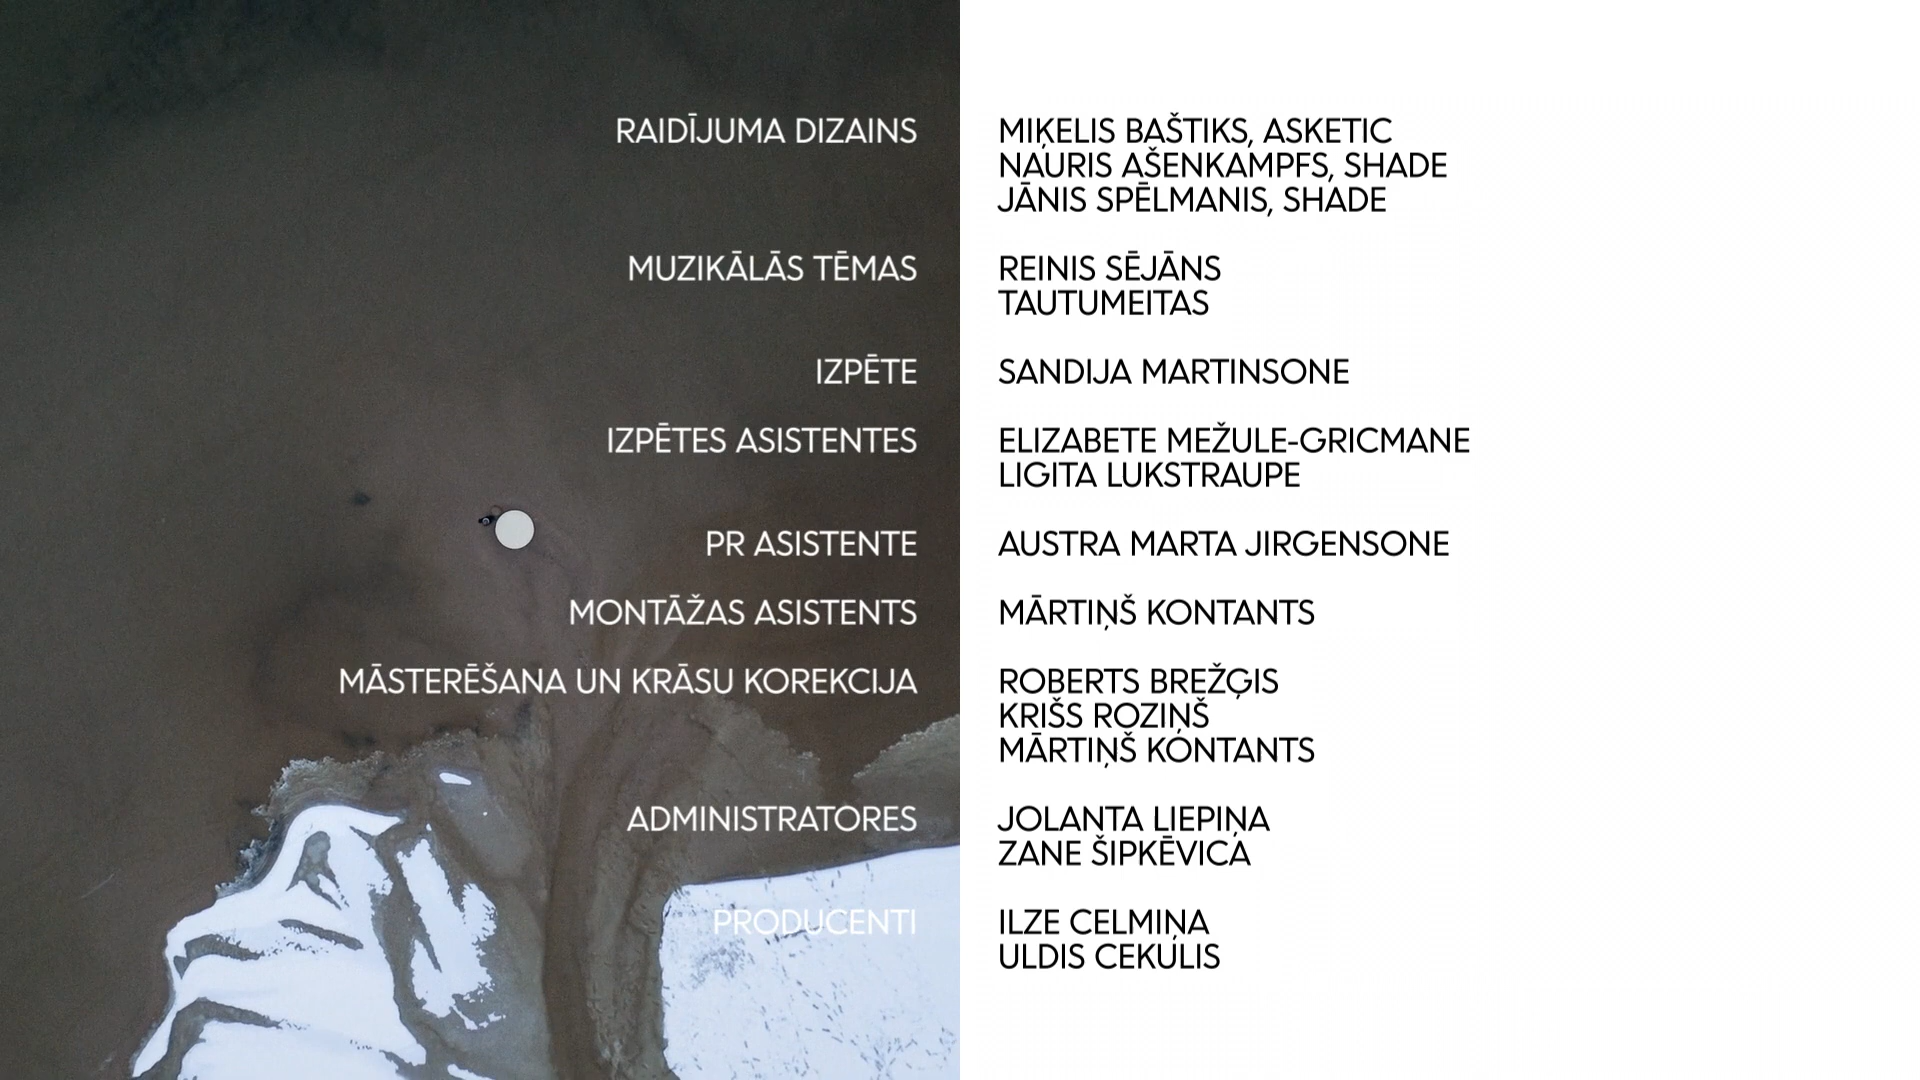 RAIDĪJUMA DIZAINS MIĶELIS BAŠTIKS, ASKETIC
NAURIS AŠENKAMPFS, SHADE
JĀNIS SPĒLMANIS, SHADE
MUZIKĀLĀS TĒMAS REINIS SĒJĀNS
TAUTUMEITAS
IZPĒTE SANDIJA MARTINSONE
IZPĒTES ASISTENTES ELIZABETE MEŽULE-GRICMANE
LIGITA LUKSTRAUPE
PR ASISTENTE AUSTRA MARTA JIRGENSONE
MONTĀŽAS ASISTENTS MĀRTIŅŠ KONTANTS
MĀSTERĒŠANA UN KRĀSU KOREKCIJA ROBERTS BREŽĢIS
KRIŠS ROZIŅŠ
MĀRTIŅŠ KONTANTS
ADMINISTRATORES JOLANTA LIEPIŅA
ZANE ŠIPKĒVICA
PRODUCENTI ILZE CELMIŅA
ULDIS CEKULIS